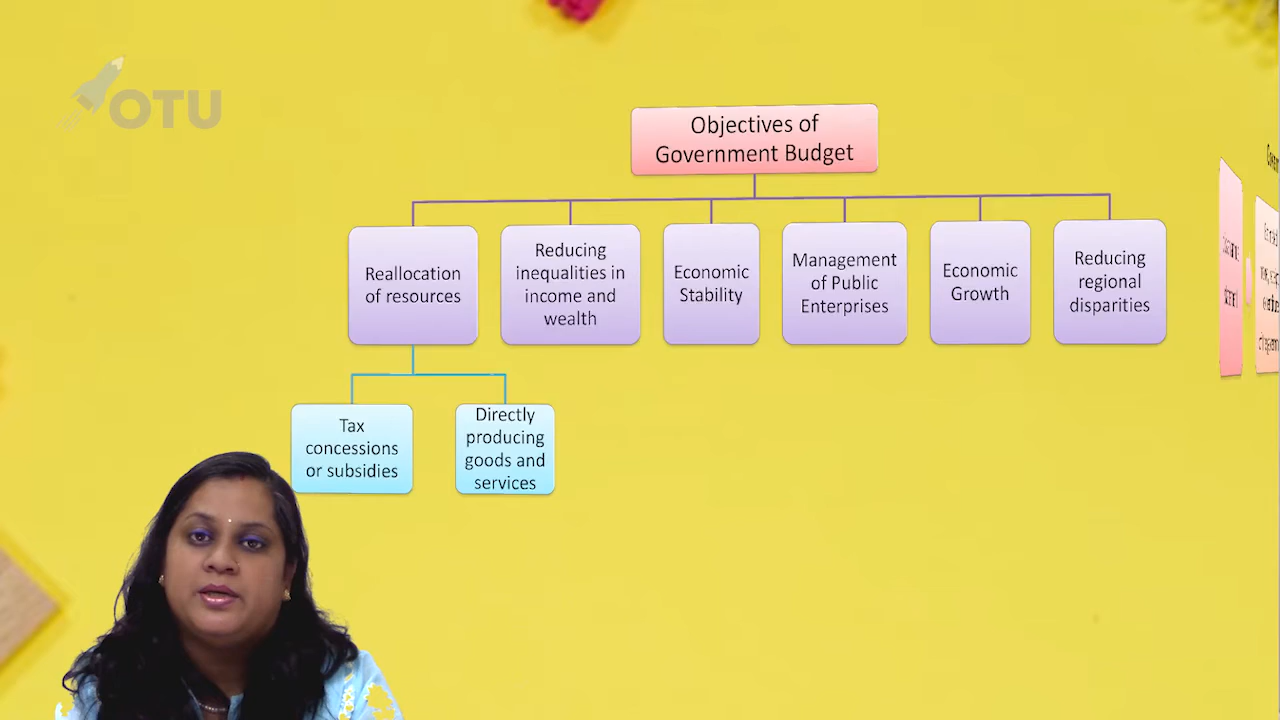 OTU
Objectives of
Government Budget
Reallocation
of resources
Reducing
inequalities in
income and
wealth
Economic
Stability
Management
of Public
Enterprises
Economic
Growth
Reducing
regional
disparities
Tax
concessions
or subsidies
Directly
producing
goods and
services